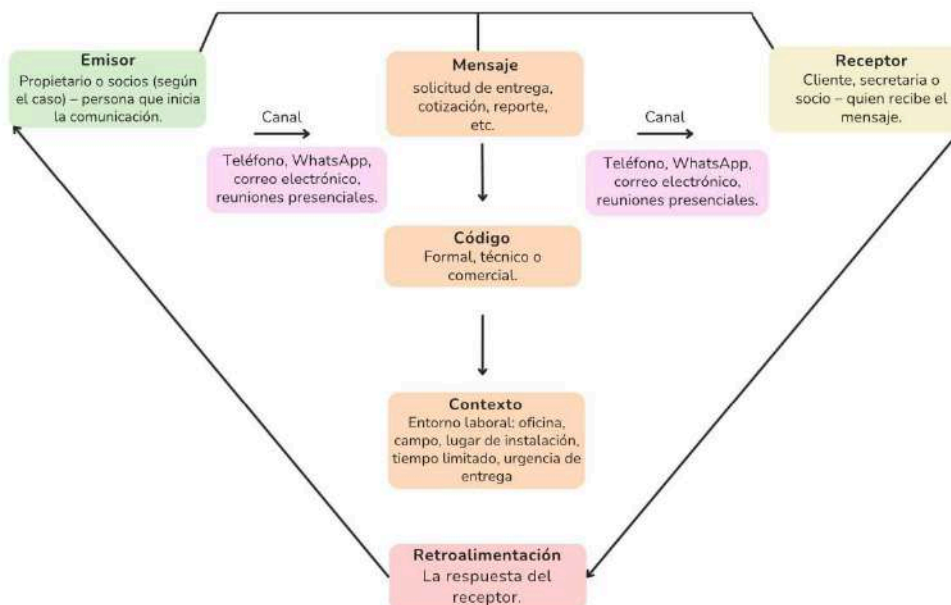 Emisor
Propietario o socios (según
el caso) – persona que inicia
la comunicación.
Mensaje
solicitud de entrega,
cotización, reporte,
etc.
Receptor
Cliente, secretaria o
socio – quien recibe el
mensaje.
Canal
Teléfono, WhatsApp,
correo electrónico,
reuniones presenciales.
Canal
Teléfono, WhatsApp,
correo electrónico,
reuniones presenciales.
Código
Formal, técnico o
comercial.
Contexto
Entorno laboral: oficina,
campo, lugar de instalación,
tiempo limitado, urgencia de
entrega
Retroalimentación
La respuesta del
receptor.